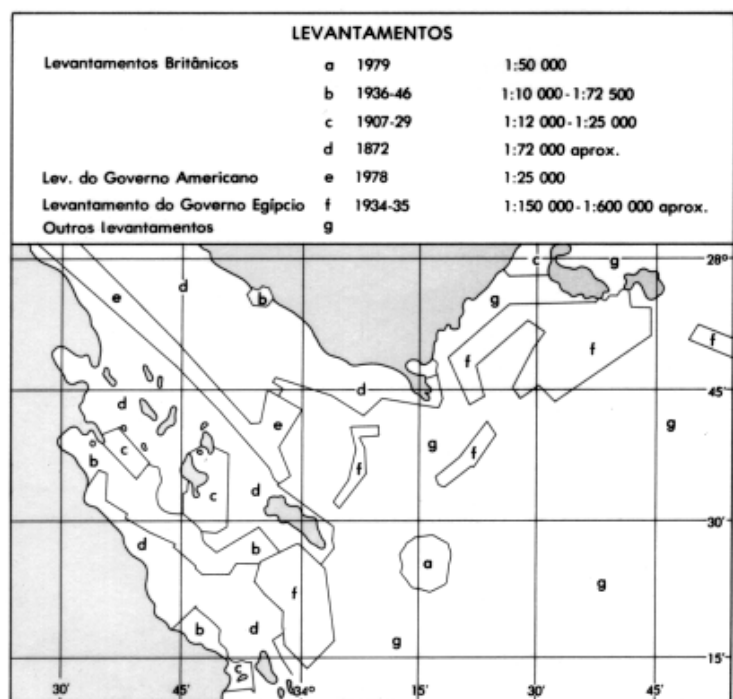 LEVANTAMENTOS
Levantamentos Britânicos a 1979 1:50 000
b 1936-46 1:10 000 - 1:72 500
c 1907-29 1:12 000 - 1:25 000
d 1872 1:72 000 aprox.
Lev. do Governo Americano e 1978 1:25 000
Levantamento do Governo Egípcio f 1934-35 1:150 000 - 1:600 000 aprox.
Outros levantamentos g
c g 28°
e d b g
f f f
d 45'
d e g
c g
b f f
c d
30'
d b a
f g
b d g
15'
c
30' 45' 34° 15' 30' 45'